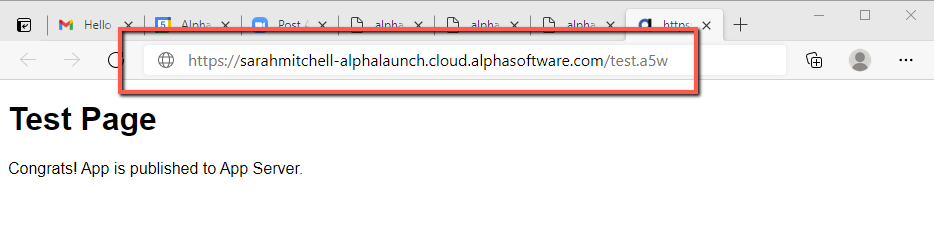 Hello
Alpha
Post
alpha
alpha
alpha
https:
https://sarahmitchell-alphalaunch.cloud.alphasoftware.com/test.a5w
Test Page
Congrats! App is published to App Server.